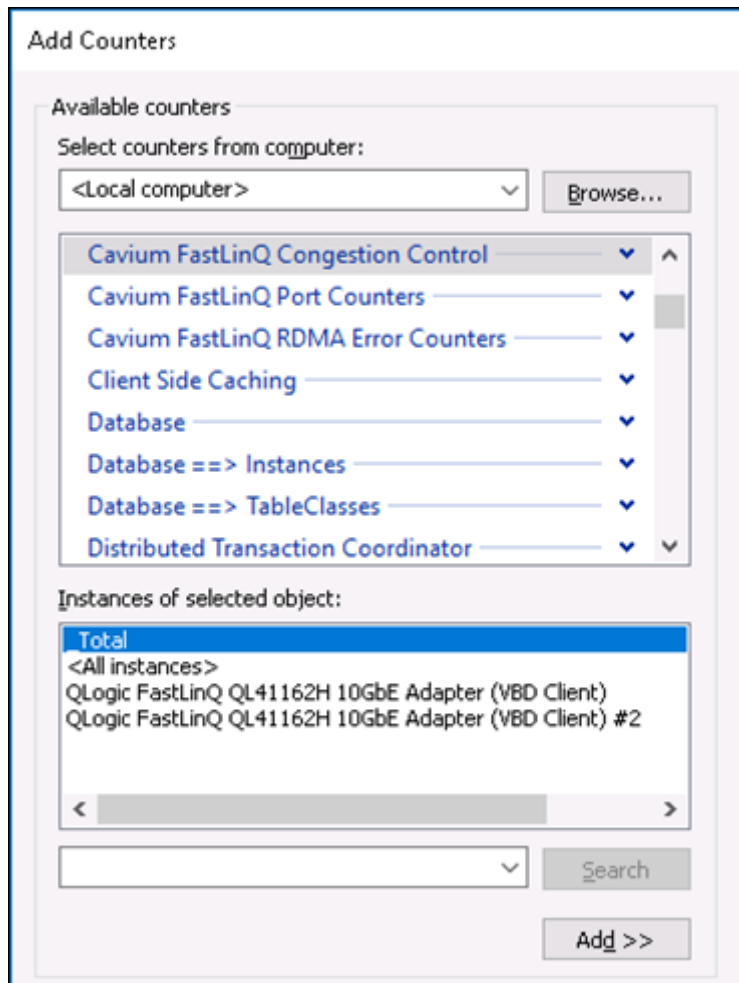 Add Counters
Available counters
Select counters from computer:
<Local computer>
Browse...
Cavium FastLinQ Congestion Control
Cavium FastLinQ Port Counters
Cavium FastLinQ RDMA Error Counters
Client Side Caching
Database
Database ==> Instances
Database ==> TableClasses
Distributed Transaction Coordinator
Instances of selected object:
_Total
<All instances>
QLogic FastLinQ QL41162H 10GbE Adapter (VBD Client)
QLogic FastLinQ QL41162H 10GbE Adapter (VBD Client) #2
Search
Add >>